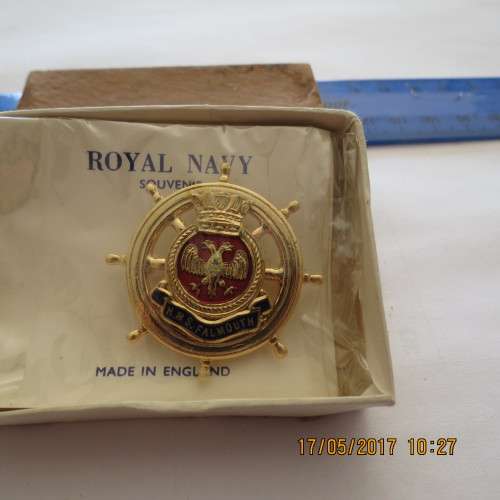 ROYAL NAVY
SOUVENIR
H.M.S. FALMOUTH
MADE IN ENGLAND
17/05/2017 10:27